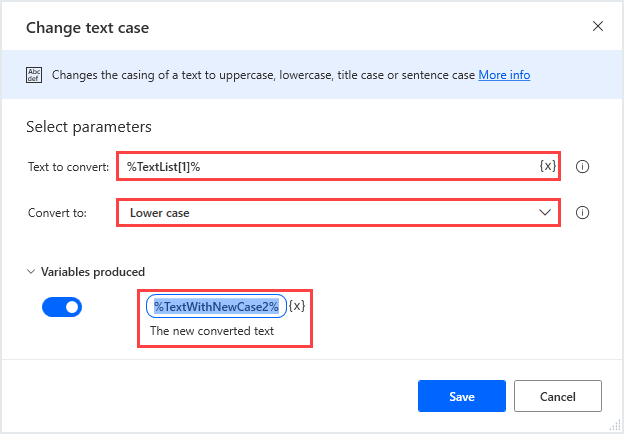 Change text case
Abc
def
Changes the casing of a text to uppercase, lowercase, title case or sentence case More info
Select parameters
Text to convert: %TextList[1]% {x}
Convert to: Lower case
Variables produced
%TextWithNewCase2% {x}
The new converted text
Save Cancel